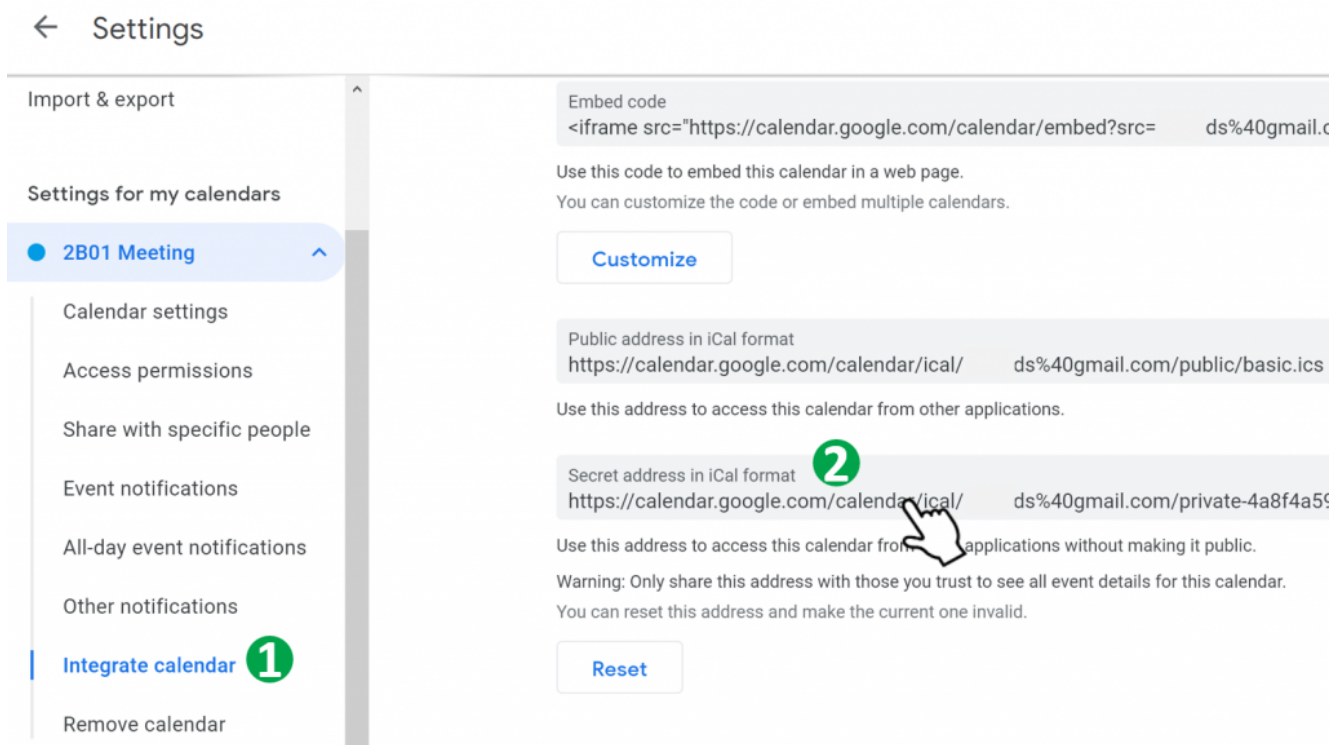 Settings
Import & export
Settings for my calendars
2B01 Meeting
Calendar settings
Access permissions
Share with specific people
Event notifications
All-day event notifications
Other notifications
Integrate calendar 1
Remove calendar
Embed code
<iframe src="https://calendar.google.com/calendar/embed?src= ds%40gmail.c
Use this code to embed this calendar in a web page.
You can customize the code or embed multiple calendars.
Customize
Public address in iCal format
https://calendar.google.com/calendar/ical/ ds%40gmail.com/public/basic.ics
Use this address to access this calendar from other applications.
Secret address in iCal format 2
https://calendar.google.com/calendar/ical/ ds%40gmail.com/private-4a8f4a59
Use this address to access this calendar applications without making it public.
Warning: Only share this address with those you trust to see all event details for this calendar.
You can reset this address and make the current one invalid.
Reset